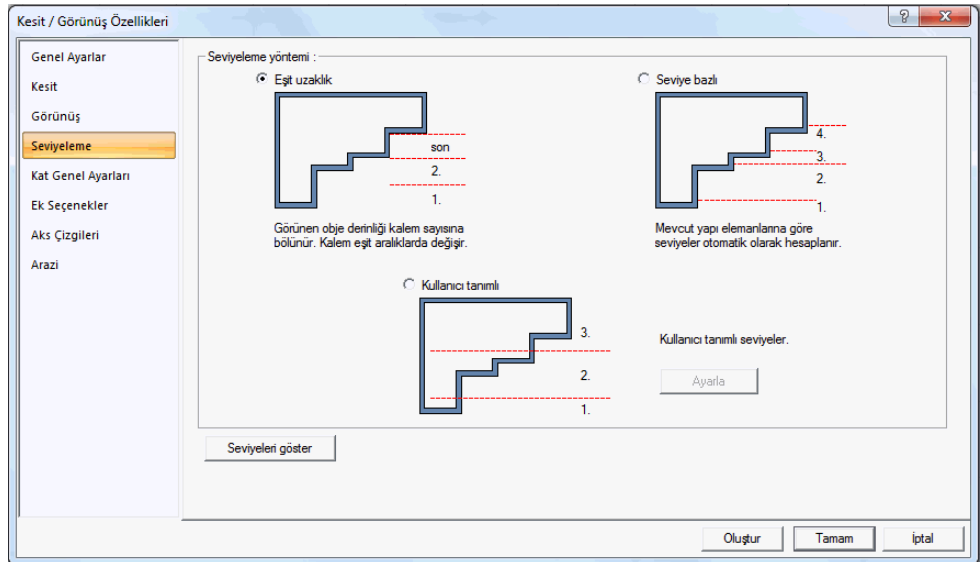 Kesit / Görünüş Özellikleri
?
Genel Ayarlar
Kesit
Görünüş
Seviyeleme
Kat Genel Ayarları
Ek Seçenekler
Aks Çizgileri
Arazi
Seviyeleme yöntemi :
Eşit uzaklık
son
2.
1.
Görünen obje derinliği kalem sayısına
bölünür. Kalem eşit aralıklarda değişir.
Seviye bazlı
4.
3.
2.
1.
Mevcut yapı elemanlarına göre
seviyeler otomatik olarak hesaplanır.
Kullanıcı tanımlı
3.
2.
1.
Kullanıcı tanımlı seviyeler.
Ayarla
Seviyeleri göster
Oluştur
Tamam
İptal